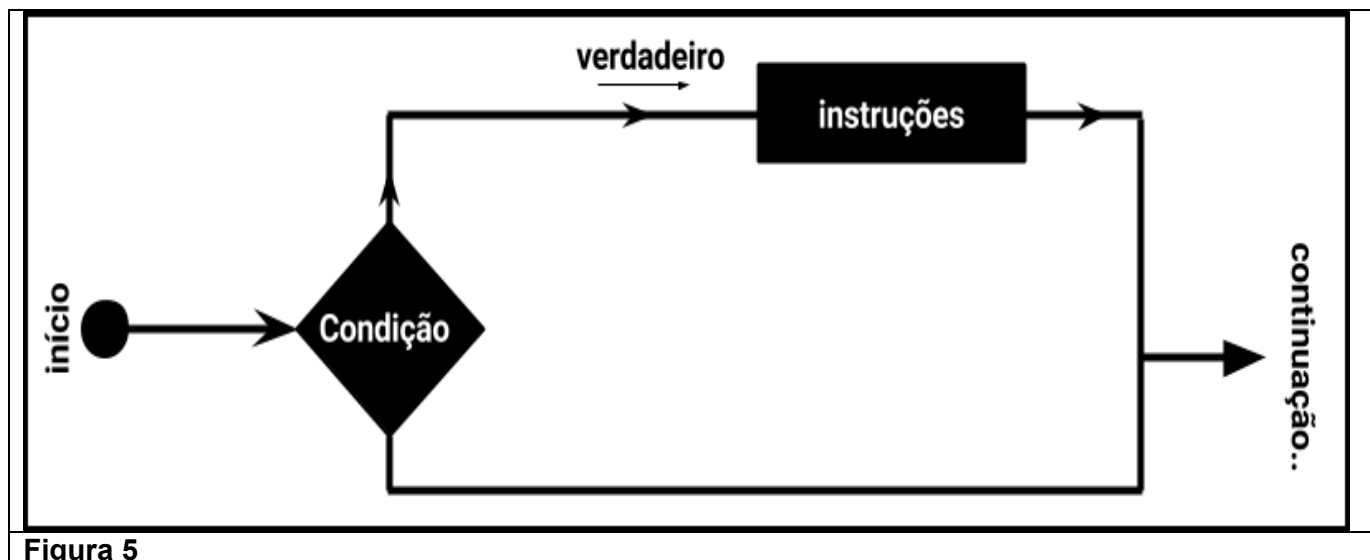 verdadeiro
instruções
início
Condição
continuação..
Figura 5